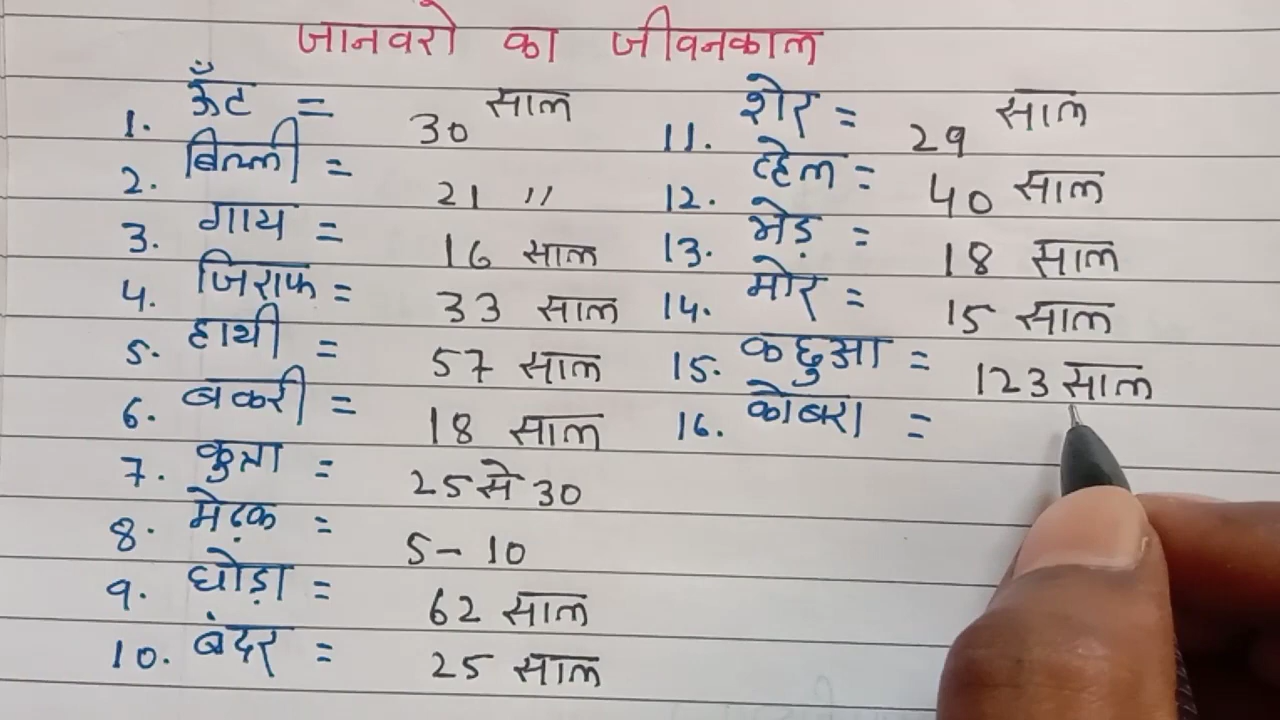 जानवरो का जीवनकाल
1. ऊँट = 30 साल
2. बिल्ली = 21 "
3. गाय = 16 साल
4. जिराफ = 33 साल
5. हाथी = 57 साल
6. बकरी = 18 साल
7. कुत्ता = 25 से 30
8. मेढ़क = 5-10
9. घोड़ा = 62 साल
10. बंदर = 25 साल
11. शेर = 29 साल
12. व्हेल = 40 साल
13. भेड़ = 18 साल
14. मोर = 15 साल
15. कछुआ = 123 साल
16. कोबरा =